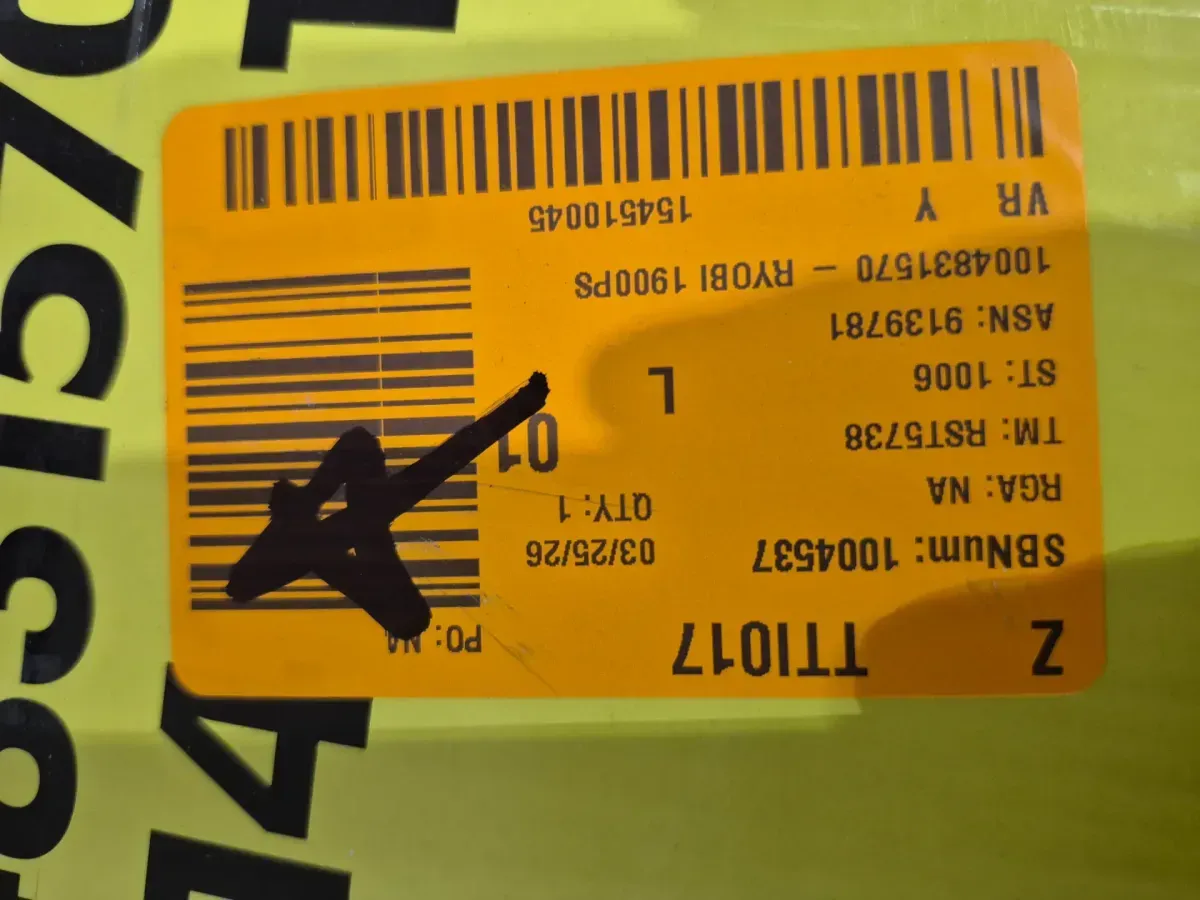 Z TTI017 PO: NA
SBNum: 1004537 03/25/26
RGA: NA QTY: 1
TM: RST5738 01
ST: 1006 L
ASN: 9139781
1004831570 – RYOBI 1900PS
VR Y 154510045
831570